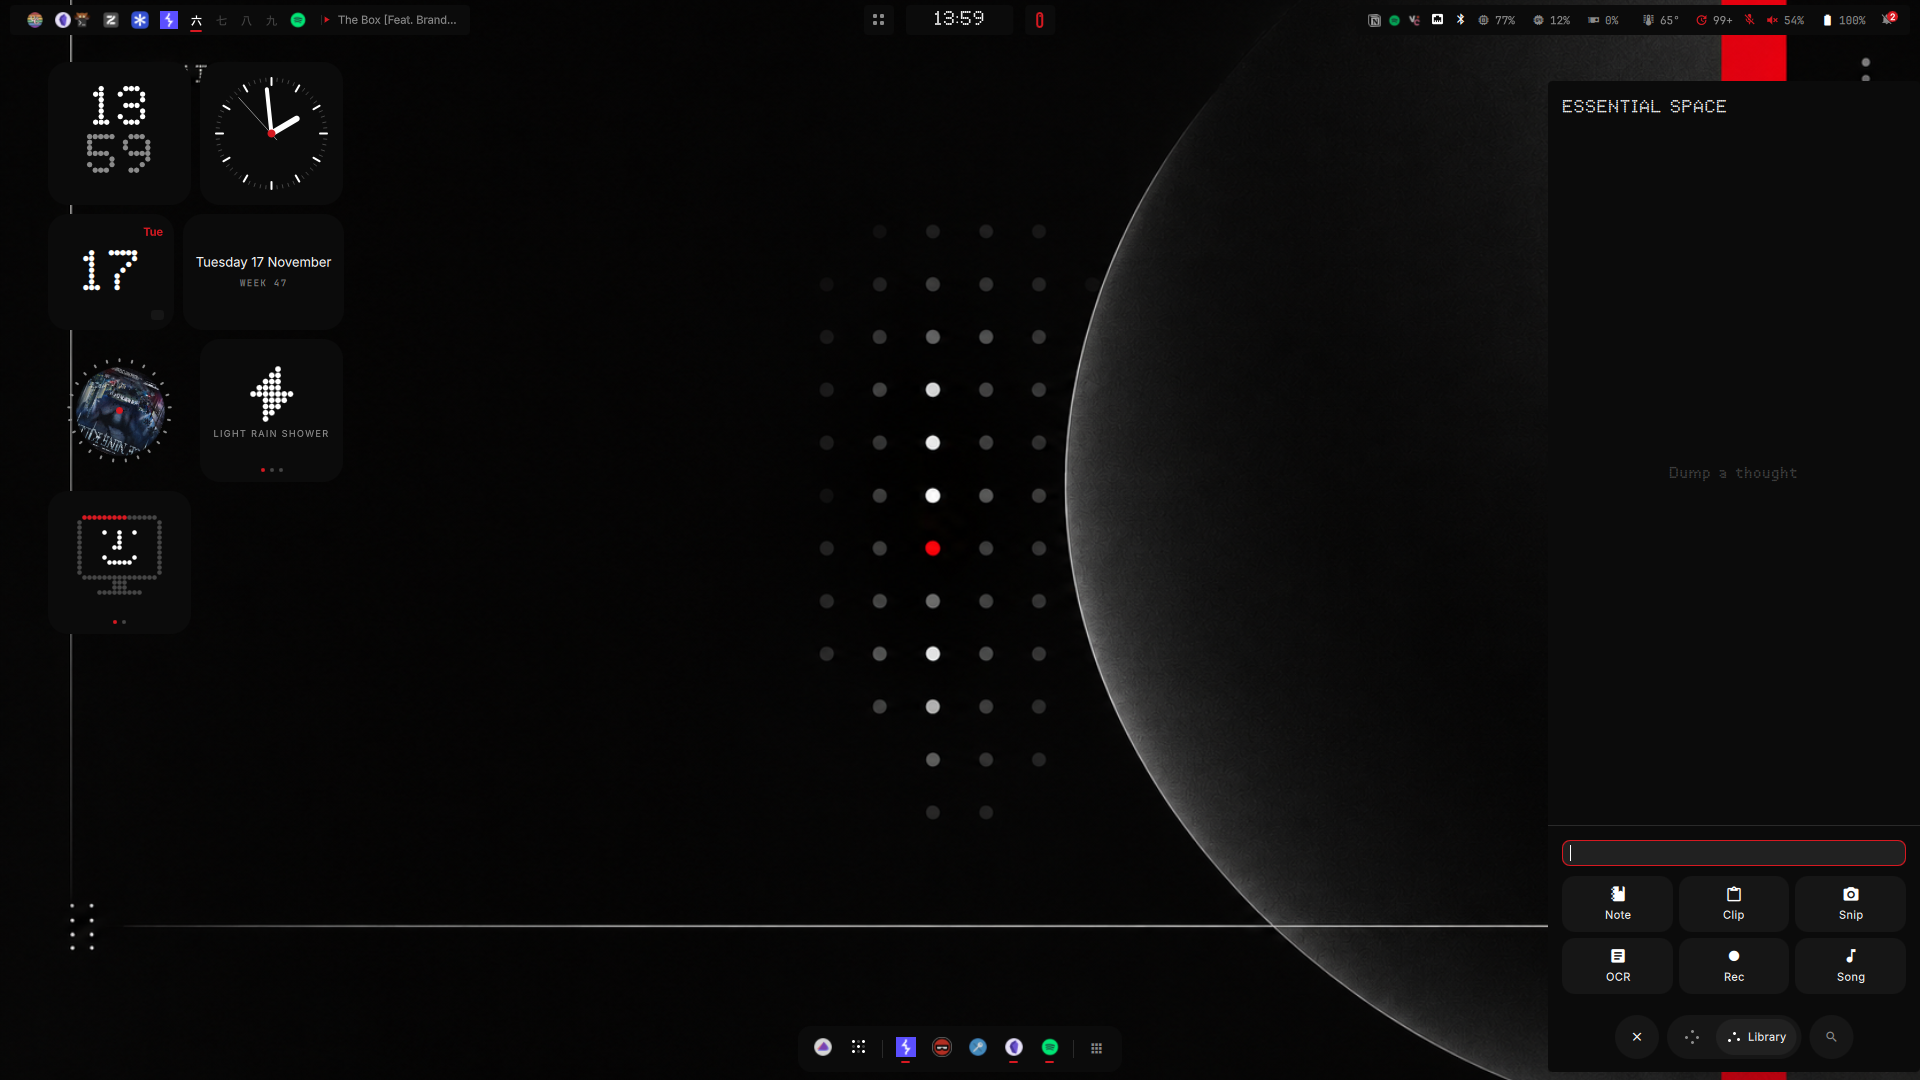 六 七 八 九
The Box [Feat. Brand...
13:59
77%
12%
0%
65°
99+
54%
100%
2
13
59
Tue
17
Tuesday 17 November
WEEK 47
LIGHT RAIN SHOWER
ESSENTIAL SPACE
Dump a thought
Note
Clip
Snip
OCR
Rec
Song
Library